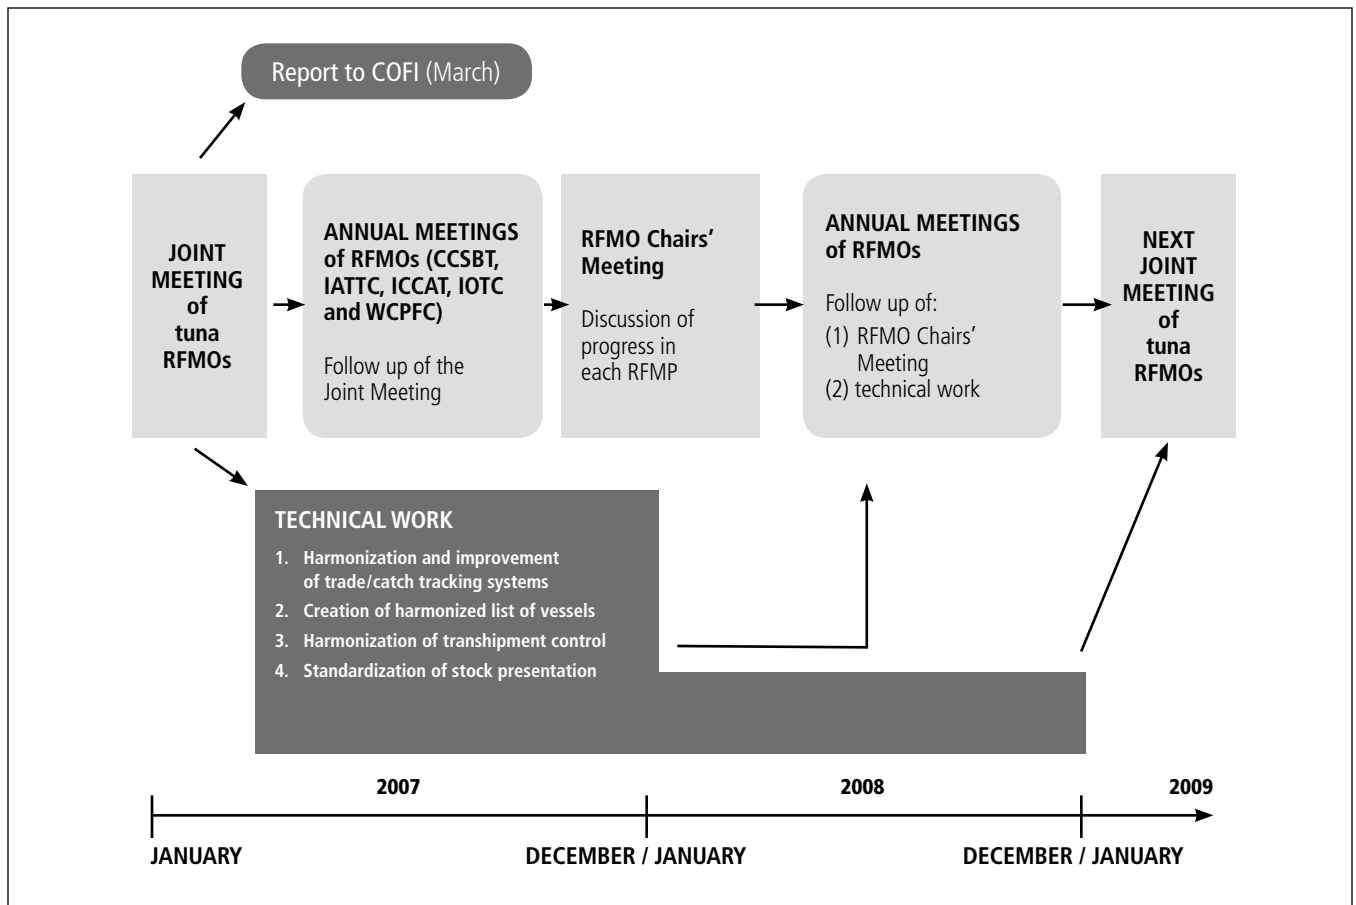 Report to COFI (March)
JOINT
MEETING
of
tuna
RFMOs
ANNUAL MEETINGS
of RFMOs (CCSBT,
IATTC, ICCAT, IOTC
and WCPFC)
Follow up of the
Joint Meeting
RFMO Chairs’
Meeting
Discussion of
progress in
each RFMP
ANNUAL MEETINGS
of RFMOs
Follow up of:
(1) RFMO Chairs’
Meeting
(2) technical work
NEXT
JOINT
MEETING
of
tuna
RFMOs
TECHNICAL WORK
1. Harmonization and improvement
of trade/catch tracking systems
2. Creation of harmonized list of vessels
3. Harmonization of transhipment control
4. Standardization of stock presentation
2007 2008 2009
JANUARY DECEMBER / JANUARY DECEMBER / JANUARY